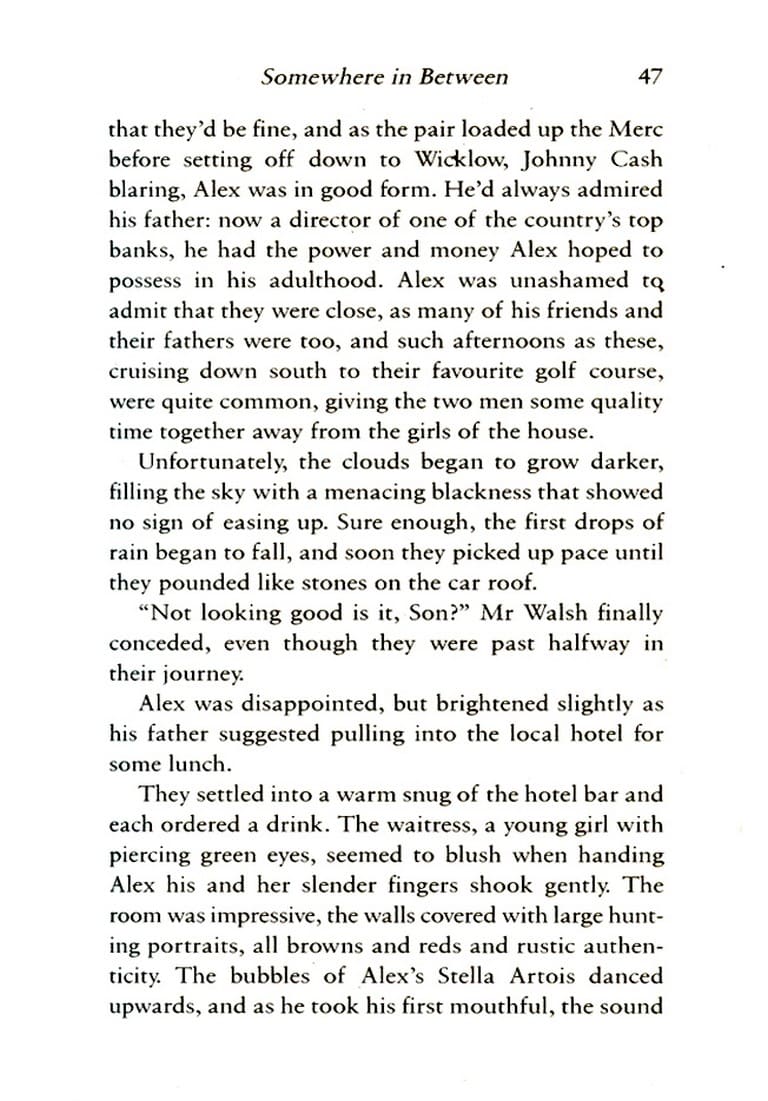 Somewhere in Between 47
that they'd be fine, and as the pair loaded up the Merc
before setting off down to Wicklow, Johnny Cash
blaring, Alex was in good form. He'd always admired
his father: now a director of one of the country's top
banks, he had the power and money Alex hoped to
possess in his adulthood. Alex was unashamed to
admit that they were close, as many of his friends and
their fathers were too, and such afternoons as these,
cruising down south to their favourite golf course,
were quite common, giving the two men some quality
time together away from the girls of the house.
Unfortunately, the clouds began to grow darker,
filling the sky with a menacing blackness that showed
no sign of easing up. Sure enough, the first drops of
rain began to fall, and soon they picked up pace until
they pounded like stones on the car roof.
“Not looking good is it, Son?” Mr Walsh finally
conceded, even though they were past halfway in
their journey.
Alex was disappointed, but brightened slightly as
his father suggested pulling into the local hotel for
some lunch.
They settled into a warm snug of the hotel bar and
each ordered a drink. The waitress, a young girl with
piercing green eyes, seemed to blush when handing
Alex his and her slender fingers shook gently. The
room was impressive, the walls covered with large hunt-
ing portraits, all browns and reds and rustic authen-
ticity. The bubbles of Alex's Stella Artois danced
upwards, and as he took his first mouthful, the sound